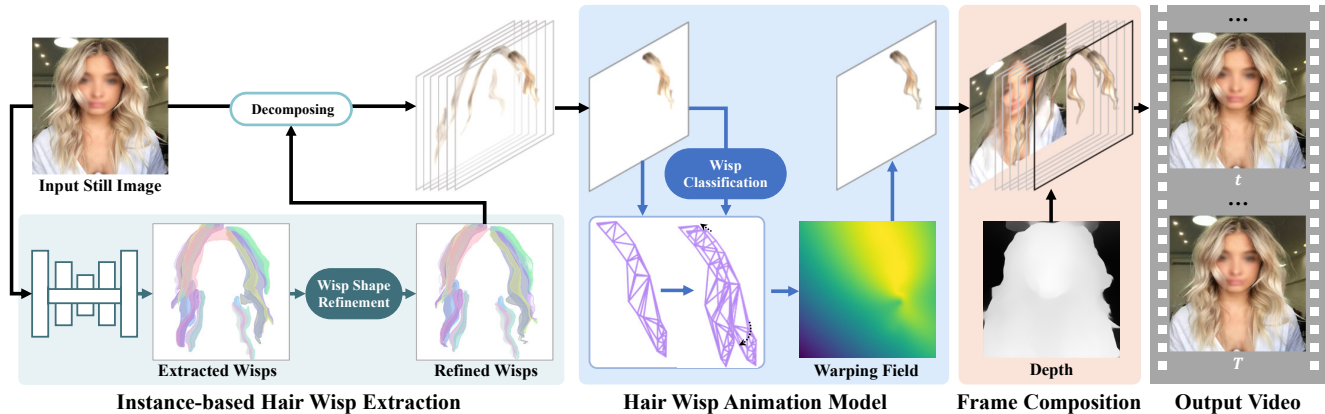 Decomposing
Input Still Image
Wisp Shape
Refinement
Extracted Wisps
Refined Wisps
Instance-based Hair Wisp Extraction
Wisp
Classification
Warping Field
Hair Wisp Animation Model
Depth
Frame Composition
...
t
...
T
Output Video